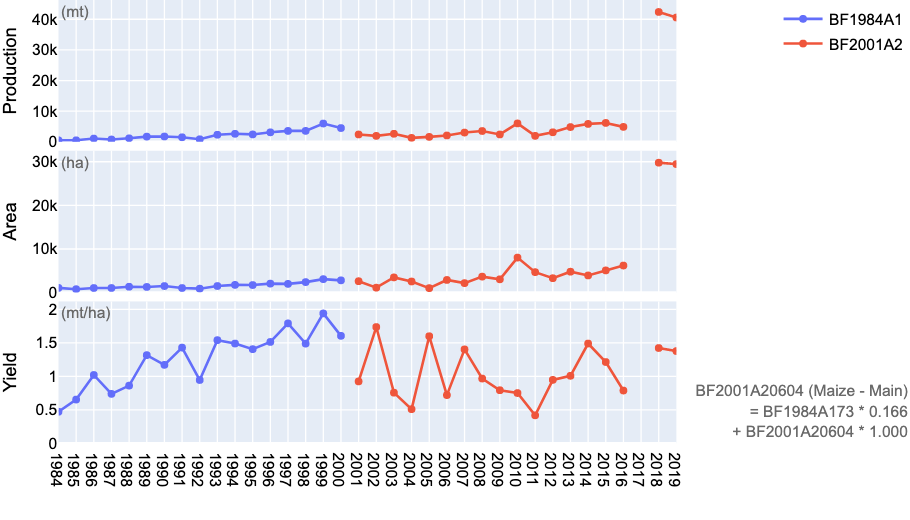 Production
(mt)
40k
30k
20k
10k
0
BF1984A1
BF2001A2
Area
(ha)
30k
20k
10k
0
Yield
(mt/ha)
2
1.5
1
0.5
0
1984
1985
1986
1987
1988
1989
1990
1991
1992
1993
1994
1995
1996
1997
1998
1999
2000
2001
2002
2003
2004
2005
2006
2007
2008
2009
2010
2011
2012
2013
2014
2015
2016
2017
2018
2019
BF2001A20604 (Maize - Main)
= BF1984A173 * 0.166
+ BF2001A20604 * 1.000